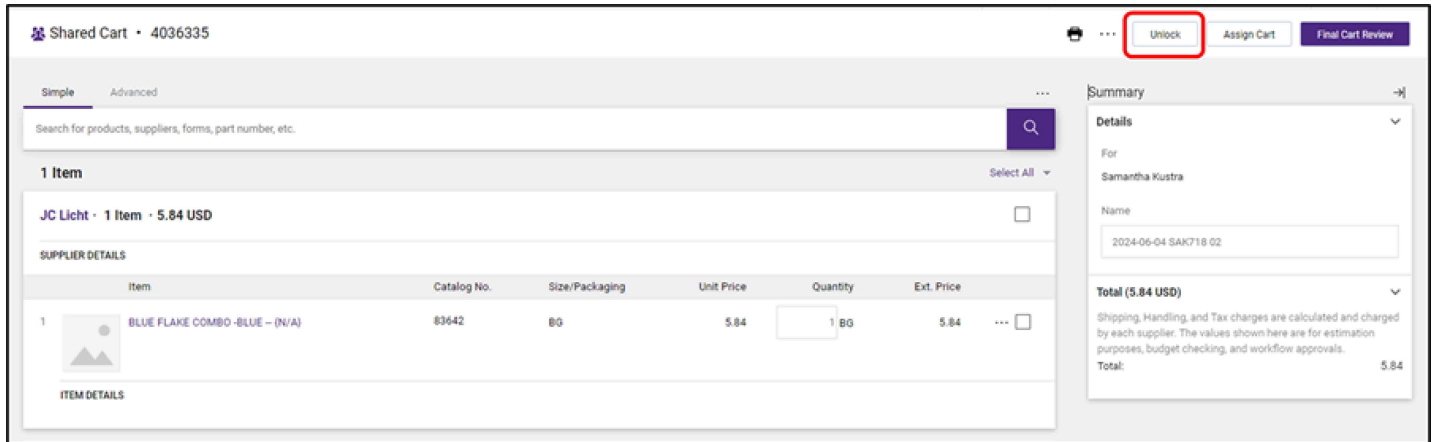 Shared Cart • 4036335
... Unlock Assign Cart Final Cart Review
Simple Advanced ...
Search for products, suppliers, forms, part number, etc.
1 Item Select All
JC Licht · 1 Item · 5.84 USD
SUPPLIER DETAILS
Item Catalog No. Size/Packaging Unit Price Quantity Ext. Price
1 BLUE FLAKE COMBO -BLUE -- (N/A) 83642 BG 5.84 1 BG 5.84 ...
ITEM DETAILS
Summary
Details
For
Samantha Kustra
Name
2024-06-04 SAK718 02
Total (5.84 USD)
Shipping, Handling, and Tax charges are calculated and charged
by each supplier. The values shown here are for estimation
purposes, budget checking, and workflow approvals.
Total: 5.84